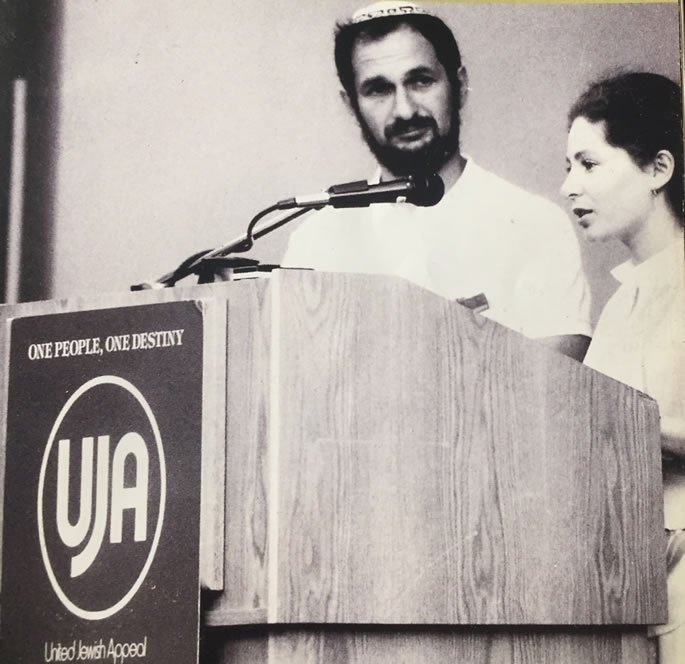 ONE PEOPLE, ONE DESTINY
UJA
United Jewish Appeal